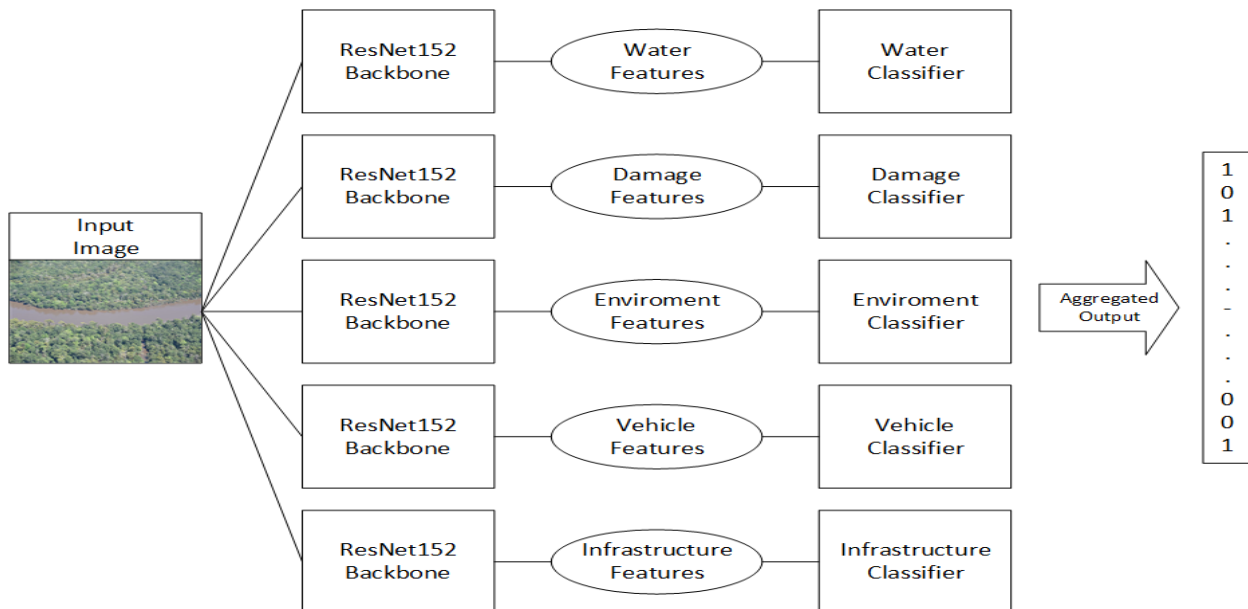 Input
Image
ResNet152
Backbone
Water
Features
Water
Classifier
ResNet152
Backbone
Damage
Features
Damage
Classifier
ResNet152
Backbone
Enviroment
Features
Enviroment
Classifier
ResNet152
Backbone
Vehicle
Features
Vehicle
Classifier
ResNet152
Backbone
Infrastructure
Features
Infrastructure
Classifier
Aggregated
Output
1
0
1
.
.
.
-
.
.
.
0
0
1